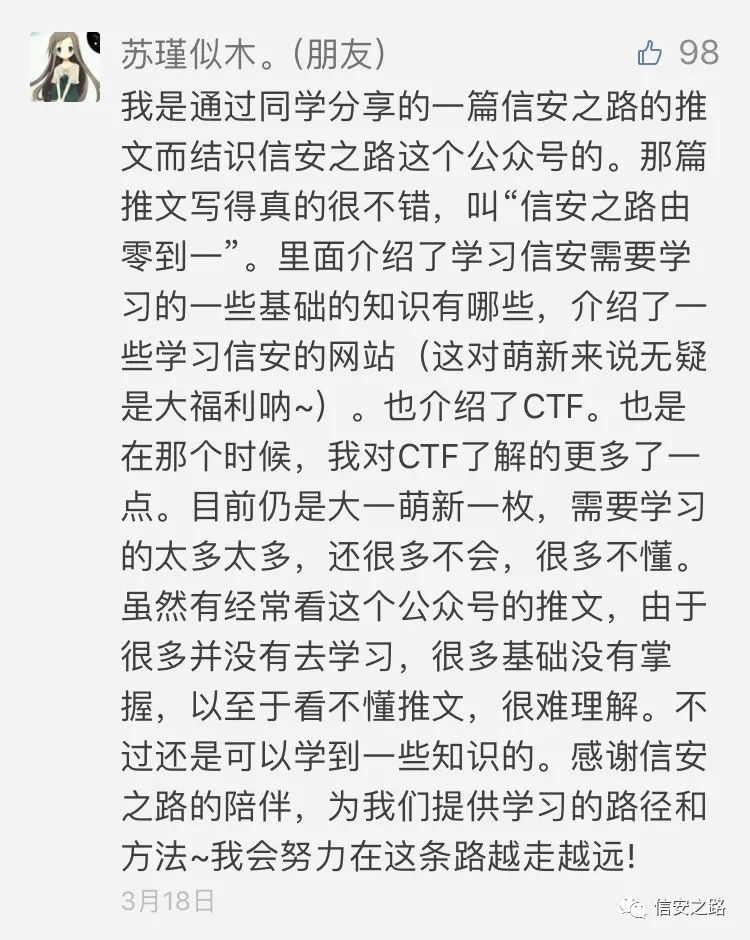 苏瑾似木。(朋友)
98
我是通过同学分享的一篇信安之路的推
文而结识信安之路这个公众号的。那篇
推文写得真的很不错，叫“信安之路由
零到一”。里面介绍了学习信安需要学
习的一些基础的知识有哪些，介绍了一
些学习信安的网站（这对萌新来说无疑
是大福利呐~）。也介绍了CTF。也是
在那个时候，我对CTF了解的更多了一
点。目前仍是大一萌新一枚，需要学习
的太多太多，还很多不会，很多不懂。
虽然有经常看这个公众号的推文，由于
很多并没有去学习，很多基础没有掌
握，以至于看不懂推文，很难理解。不
过还是可以学到一些知识的。感谢信安
之路的陪伴，为我们提供学习的路径和
方法~我会努力在这条路越走越远!
3月18日
信安之路